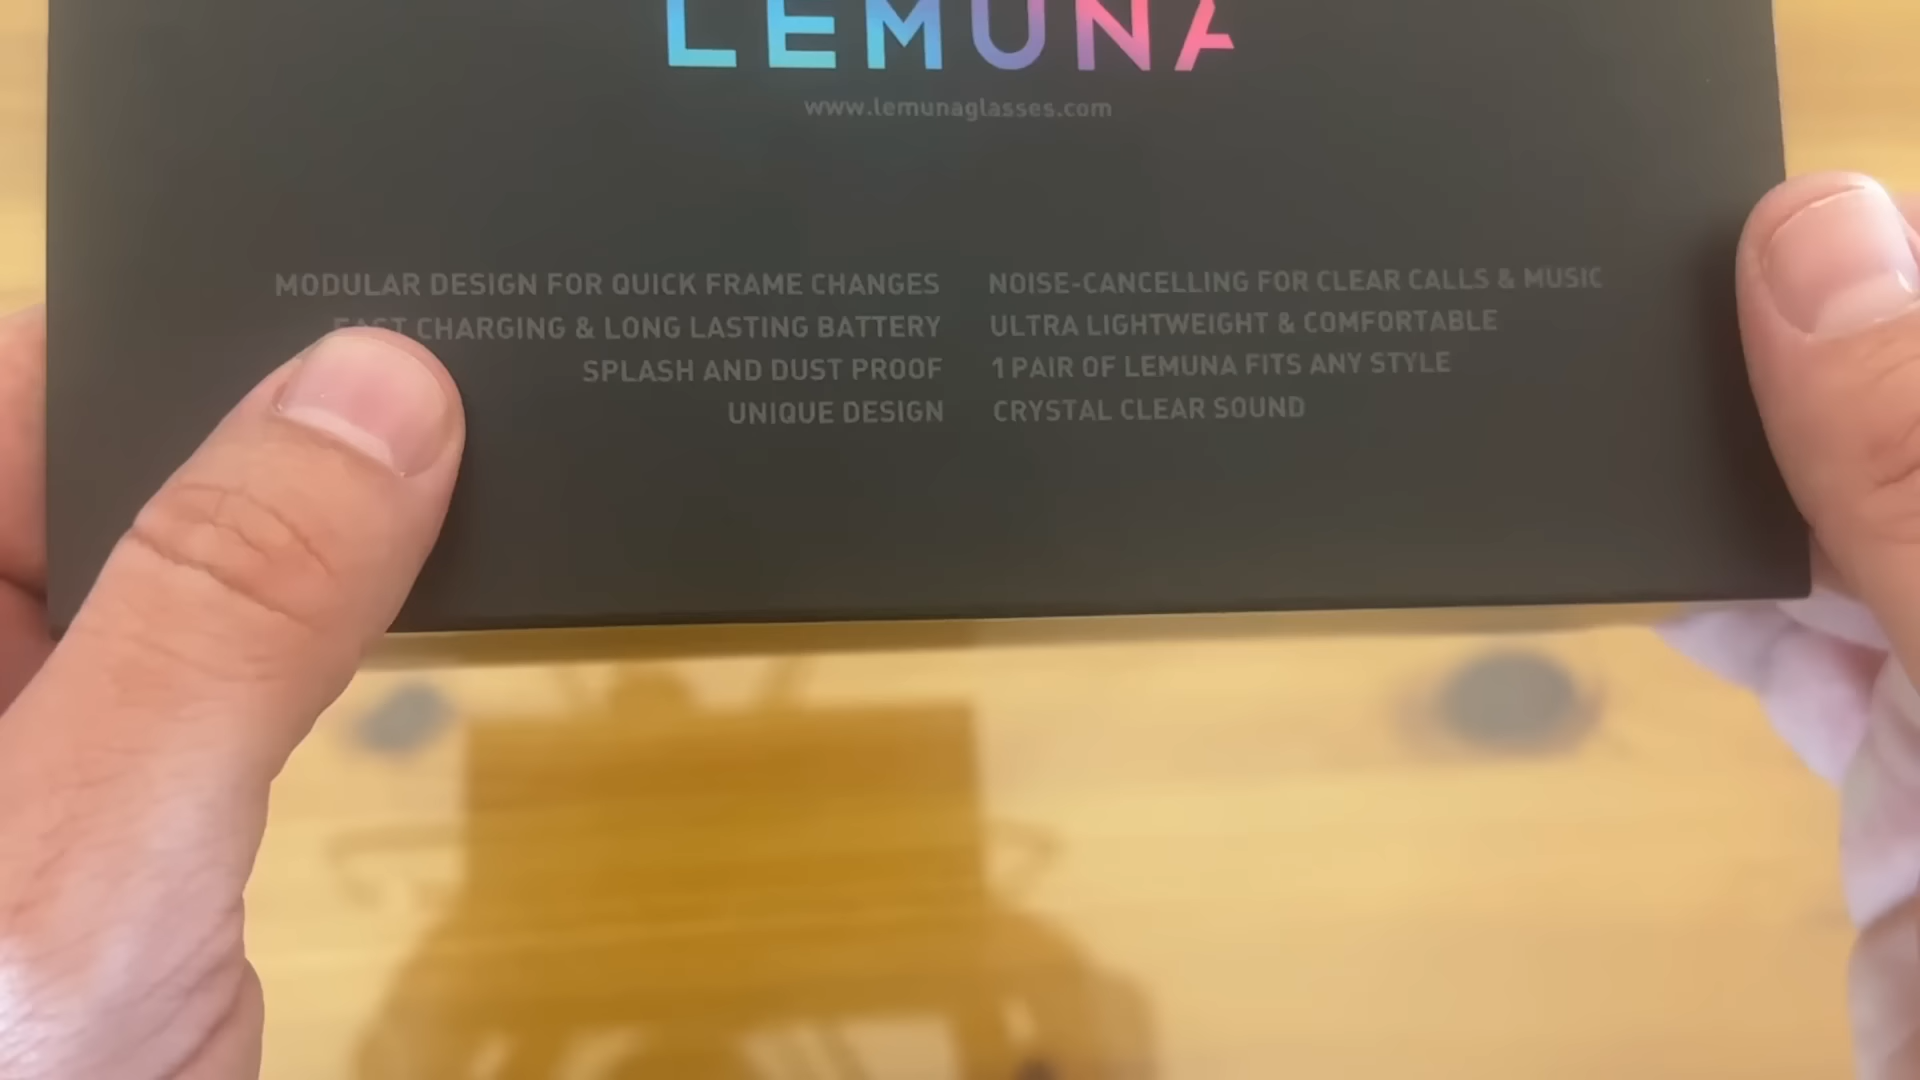 LEMUNA
www.lemunaglasses.com
MODULAR DESIGN FOR QUICK FRAME CHANGES
FAST CHARGING & LONG LASTING BATTERY
SPLASH AND DUST PROOF
UNIQUE DESIGN
NOISE-CANCELLING FOR CLEAR CALLS & MUSIC
ULTRA LIGHTWEIGHT & COMFORTABLE
1 PAIR OF LEMUNA FITS ANY STYLE
CRYSTAL CLEAR SOUND